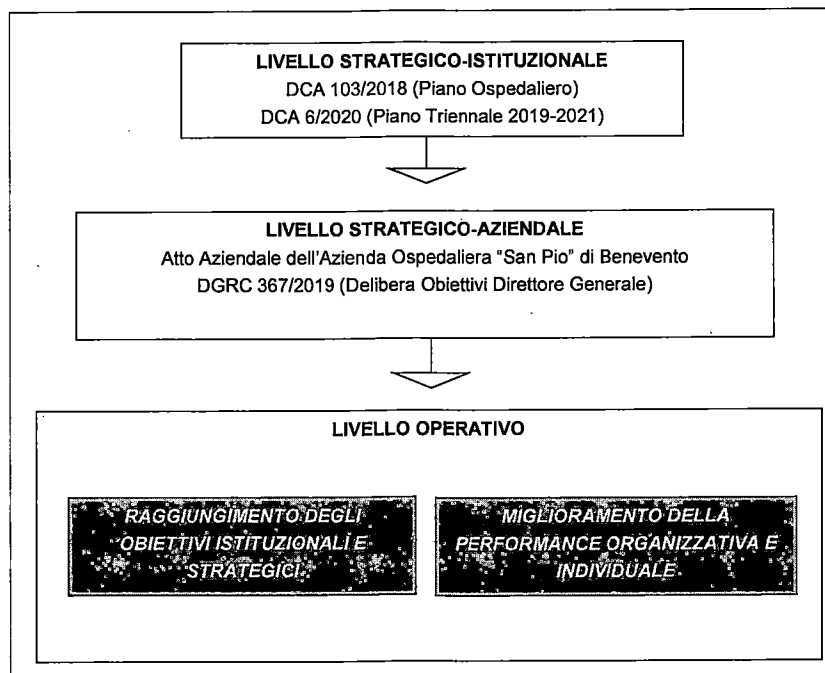 LIVELLO STRATEGICO-ISTITUZIONALE
DCA 103/2018 (Piano Ospedaliero)
DCA 6/2020 (Piano Triennale 2019-2021)
LIVELLO STRATEGICO-AZIENDALE
Atto Aziendale dell'Azienda Ospedaliera "San Pio" di Benevento
DGRC 367/2019 (Delibera Obiettivi Direttore Generale)
LIVELLO OPERATIVO
RAGGIUNGIMENTO DEGLI
OBIETTIVI ISTITUZIONALI E
STRATEGICI
MIGLIORAMENTO DELLA
PERFORMANCE ORGANIZZATIVA E
INDIVIDUALE